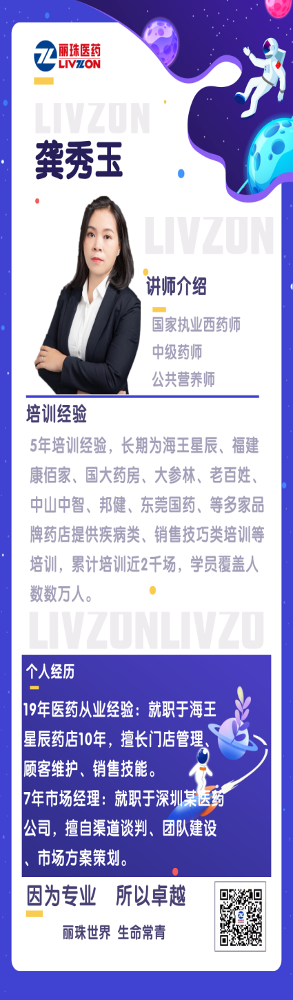 丽珠医药
LIVZON
LIVZON
龚秀玉
LIVZON
讲师介绍
国家执业西药师
中级药师
公共营养师
培训经验
5年培训经验，长期为海王星辰、福建
康佰家、国大药房、大参林、老百姓、
中山中智、邦健、东莞国药、等多家品
牌药店提供疾病类、销售技巧类培训等
培训，累计培训近2千场，学员覆盖人
数数万人。
LIVZONLIVZO
个人经历
19年医药从业经验：就职于海王
星辰药店10年，擅长门店管理、
顾客维护、销售技能。
7年市场经理：就职于深圳某医药
公司，擅自渠道谈判、团队建设
、市场方案策划。
因为专业 所以卓越
丽珠世界 生命常青